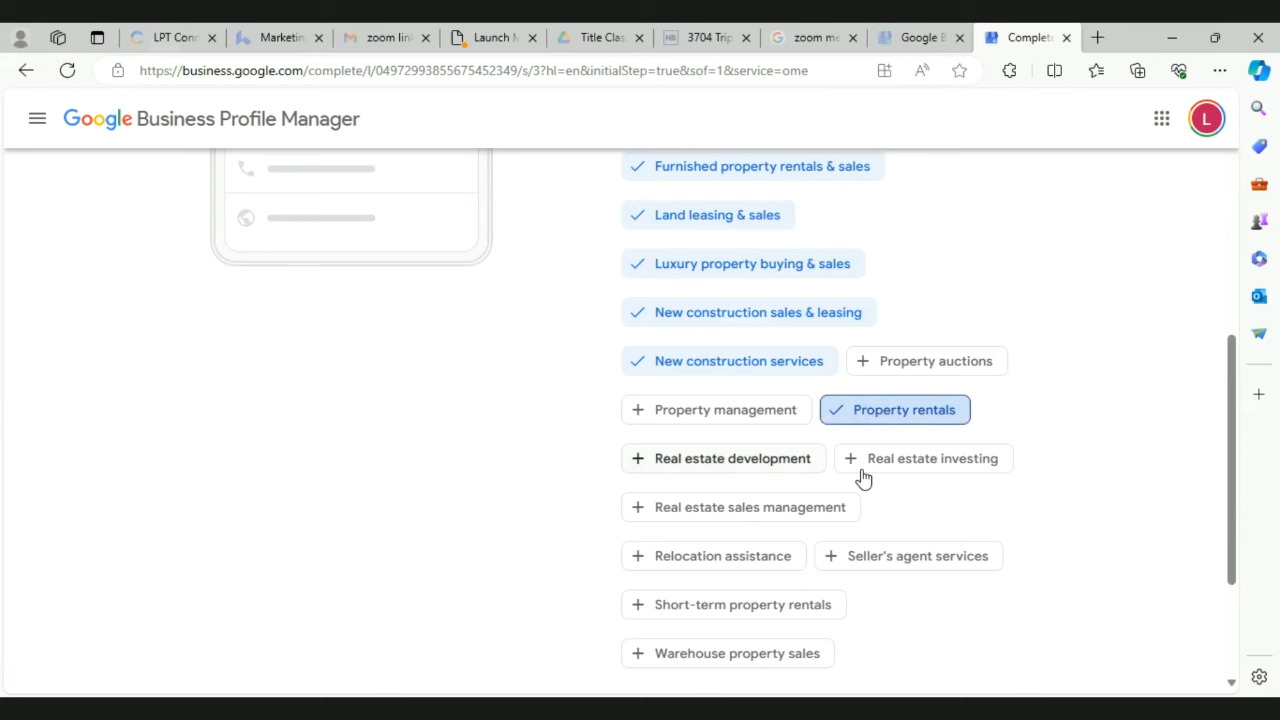 LPT Con
Marketin
zoom lin
Launch M
Title Clas
3704 Trip
zoom me
Google B
Complete
https://business.google.com/complete/l/04972993855675452349/s/3?hl=en&initialStep=true&sof=1&service=ome
Google Business Profile Manager
L
Furnished property rentals & sales
Land leasing & sales
Luxury property buying & sales
New construction sales & leasing
New construction services
Property auctions
Property management
Property rentals
Real estate development
Real estate investing
Real estate sales management
Relocation assistance
Seller's agent services
Short-term property rentals
Warehouse property sales